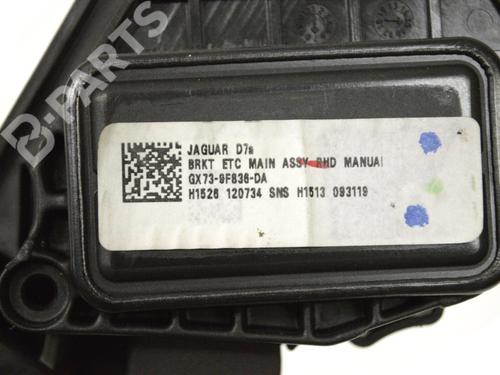 B-PARTS
JAGUAR D7a
BRKT ETC MAIN ASSY RHD MANUAL
GX73-9F836-DA
H1526 120734 SNS H1513 093119